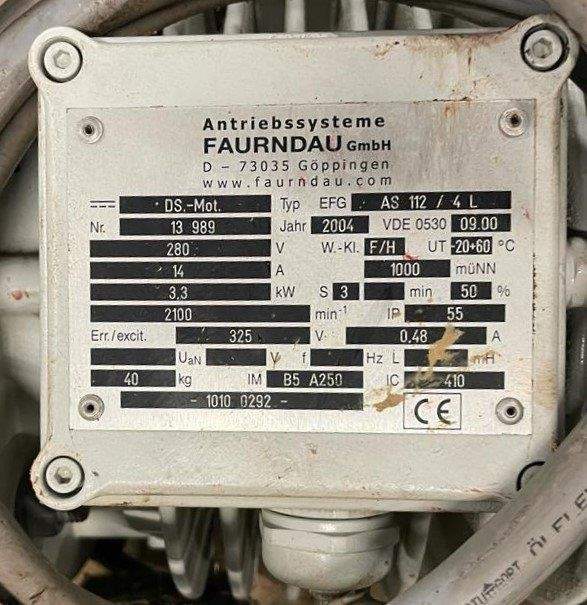 Antriebssysteme
FAURNDAU GmbH
D - 73035 Göppingen
www.faurndau.com
DS.-Mot. Typ EFG AS 112 / 4 L
Nr. 13 989 Jahr 2004 VDE 0530 09.00
280 V W.-Kl. F/H UT -20+60 °C
14 A 1000 müNN
3,3 kW S 3 min 50 %
2100 min⁻¹ IP 55
Err./excit. 325 V 0,48 A
UaN V f Hz L mH
40 kg IM B5 A250 IC 410
- 1010 0292 -
CE